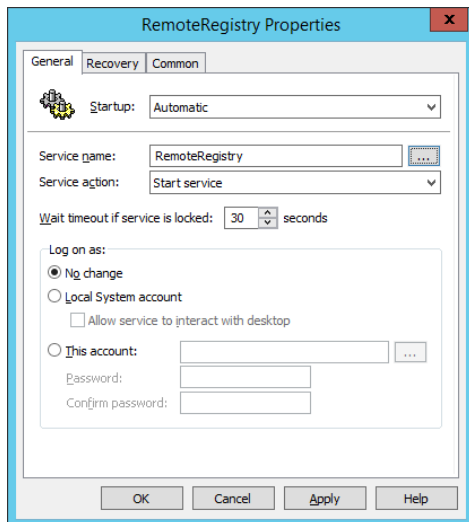 RemoteRegistry Properties
x
General Recovery Common
Startup: Automatic
Service name: RemoteRegistry ...
Service action: Start service
Wait timeout if service is locked: 30 seconds
Log on as:
No change
Local System account
Allow service to interact with desktop
This account: ...
Password:
Confirm password:
OK Cancel Apply Help